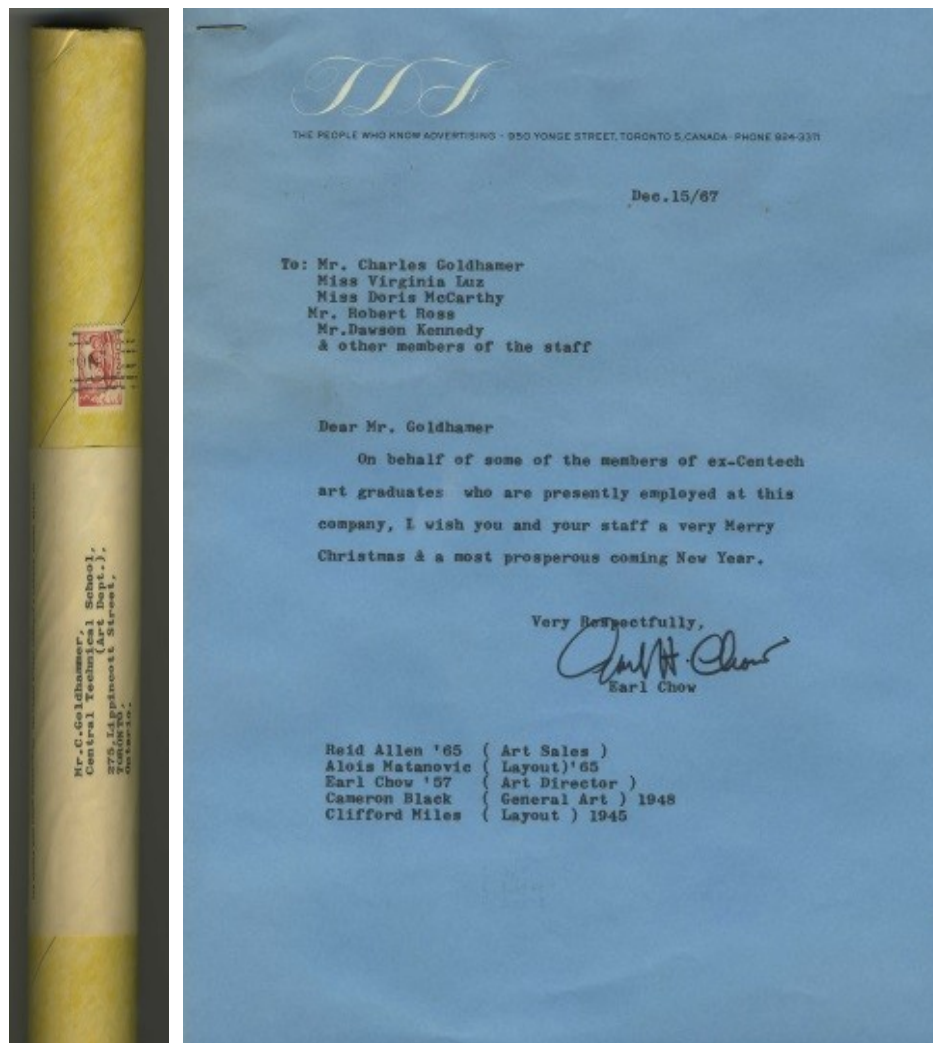 Mr.C.Goldhammer,
Central Technical School,
(Art Dept.),
275,Lippincott Street,
TORONTO,
Ontario.
THE PEOPLE WHO KNOW ADVERTISING - 950 YONGE STREET, TORONTO 5, CANADA - PHONE 924-3371
Dec.15/67
To: Mr. Charles Goldhamer
Miss Virginia Luz
Miss Doris McCarthy
Mr. Robert Ross
Mr.Dawson Kennedy
& other members of the staff
Dear Mr. Goldhamer
On behalf of some of the members of ex-Centech
art graduates who are presently employed at this
company, I wish you and your staff a very Merry
Christmas & a most prosperous coming New Year.
Very Respectfully,
Earl H. Chow
Earl Chow
Reid Allen '65 ( Art Sales )
Alois Matanovic ( Layout)'65
Earl Chow '57 ( Art Director )
Cameron Black ( General Art ) 1948
Clifford Miles ( Layout ) 1945